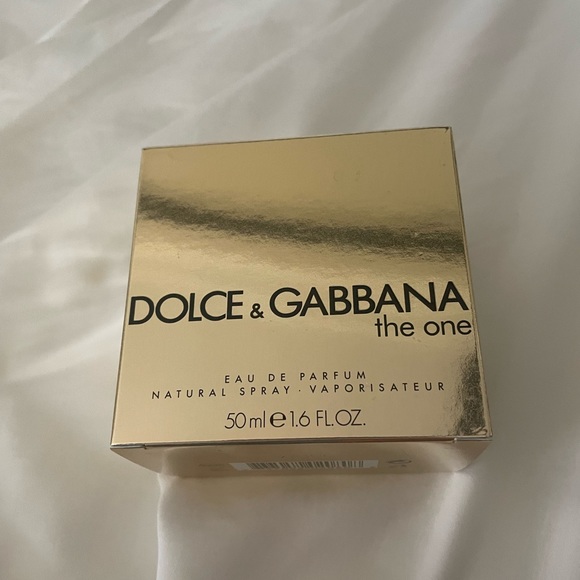 DOLCE & GABBANA
the one
EAU DE PARFUM
NATURAL SPRAY · VAPORISATEUR
50 ml ℮ 1.6 FL.OZ.